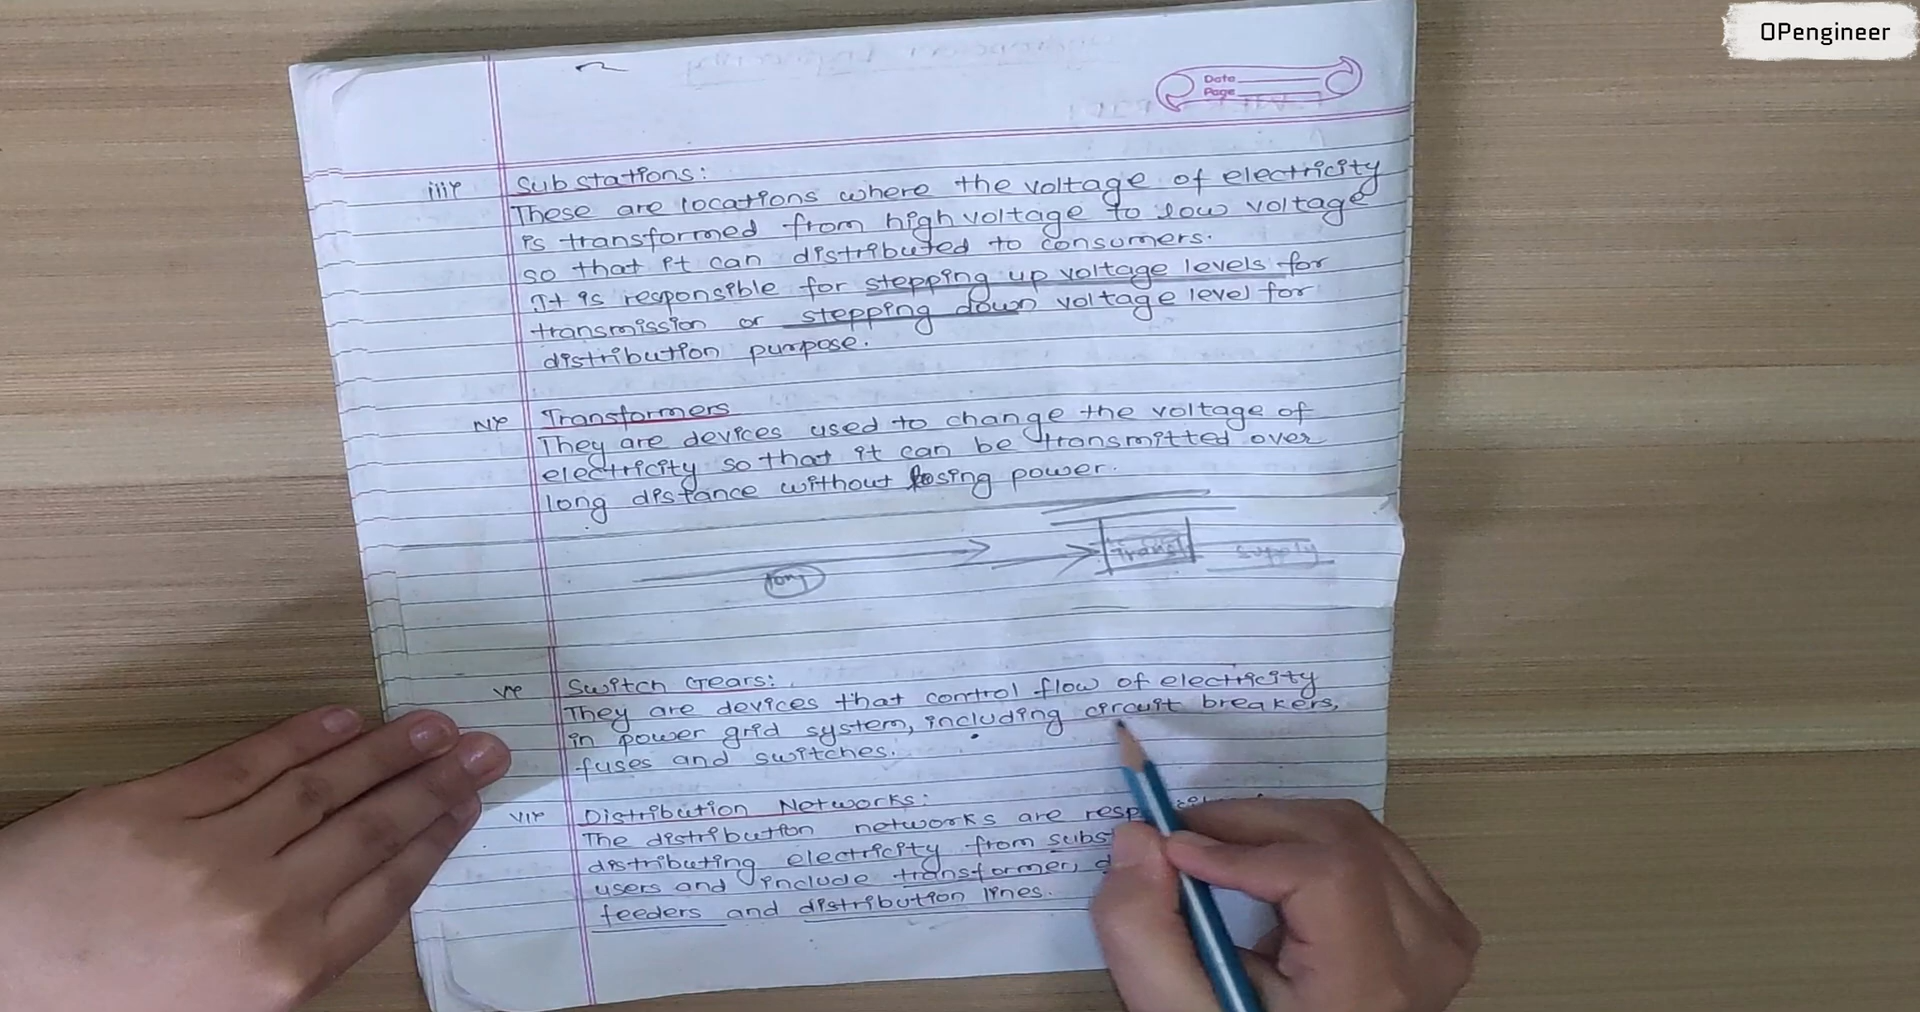 OPengineer
Date
Page
iii) Substations:
These are locations where the voltage of electricity
is transformed from high voltage to low voltage
so that it can distributed to consumers.
It is responsible for stepping up voltage levels for
transmission or stepping down voltage level for
distribution purpose.
iv) Transformers
They are devices used to change the voltage of
electricity so that it can be transmitted over
long distance without losing power.
long
Transf
supply
v) Switch Gears:
They are devices that control flow of electricity
in power grid system, including circuit breakers,
fuses and switches.
vi) Distribution Networks:
The distribution networks are resp
distributing electricity from subst
users and include transformer, d
feeders and distribution lines.